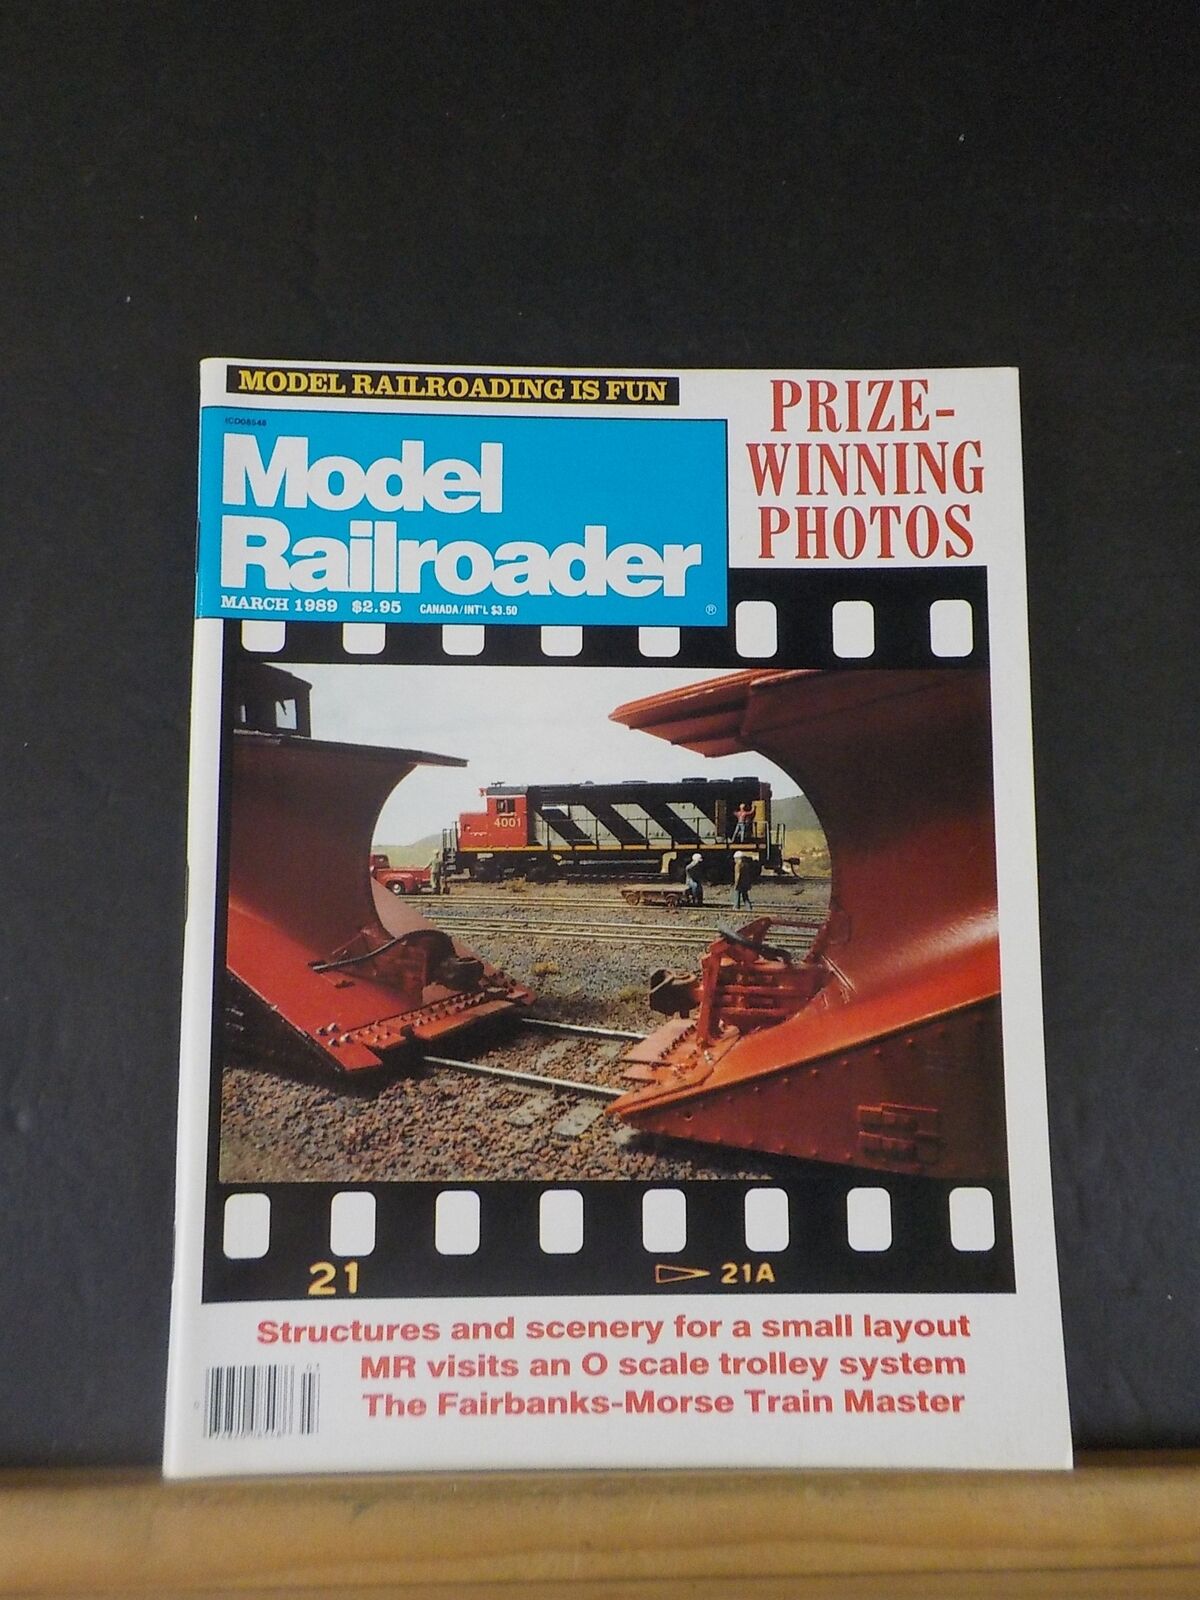 MODEL RAILROADING IS FUN
PRIZE-
WINNING
PHOTOS
ICD08548
Model
Railroader
MARCH 1989 $2.95 CANADA/INT'L $3.50
®
4001
21
21A
Structures and scenery for a small layout
MR visits an O scale trolley system
The Fairbanks-Morse Train Master
03
0